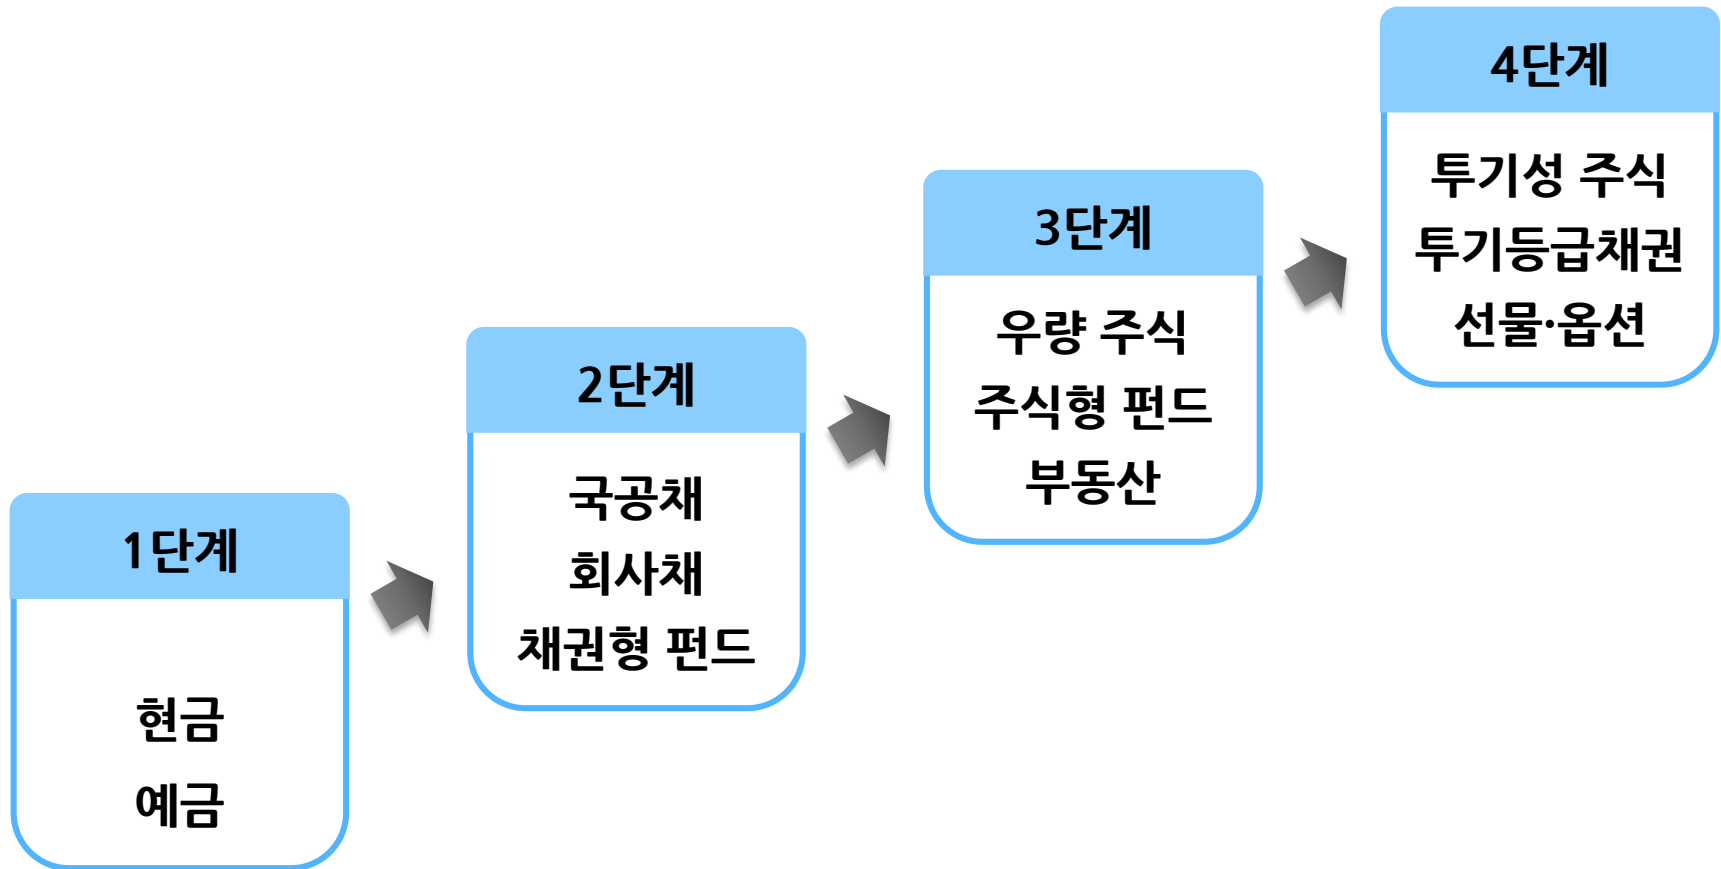 1단계
현금
예금
2단계
국공채
회사채
채권형 펀드
3단계
우량 주식
주식형 펀드
부동산
4단계
투기성 주식
투기등급채권
선물·옵션